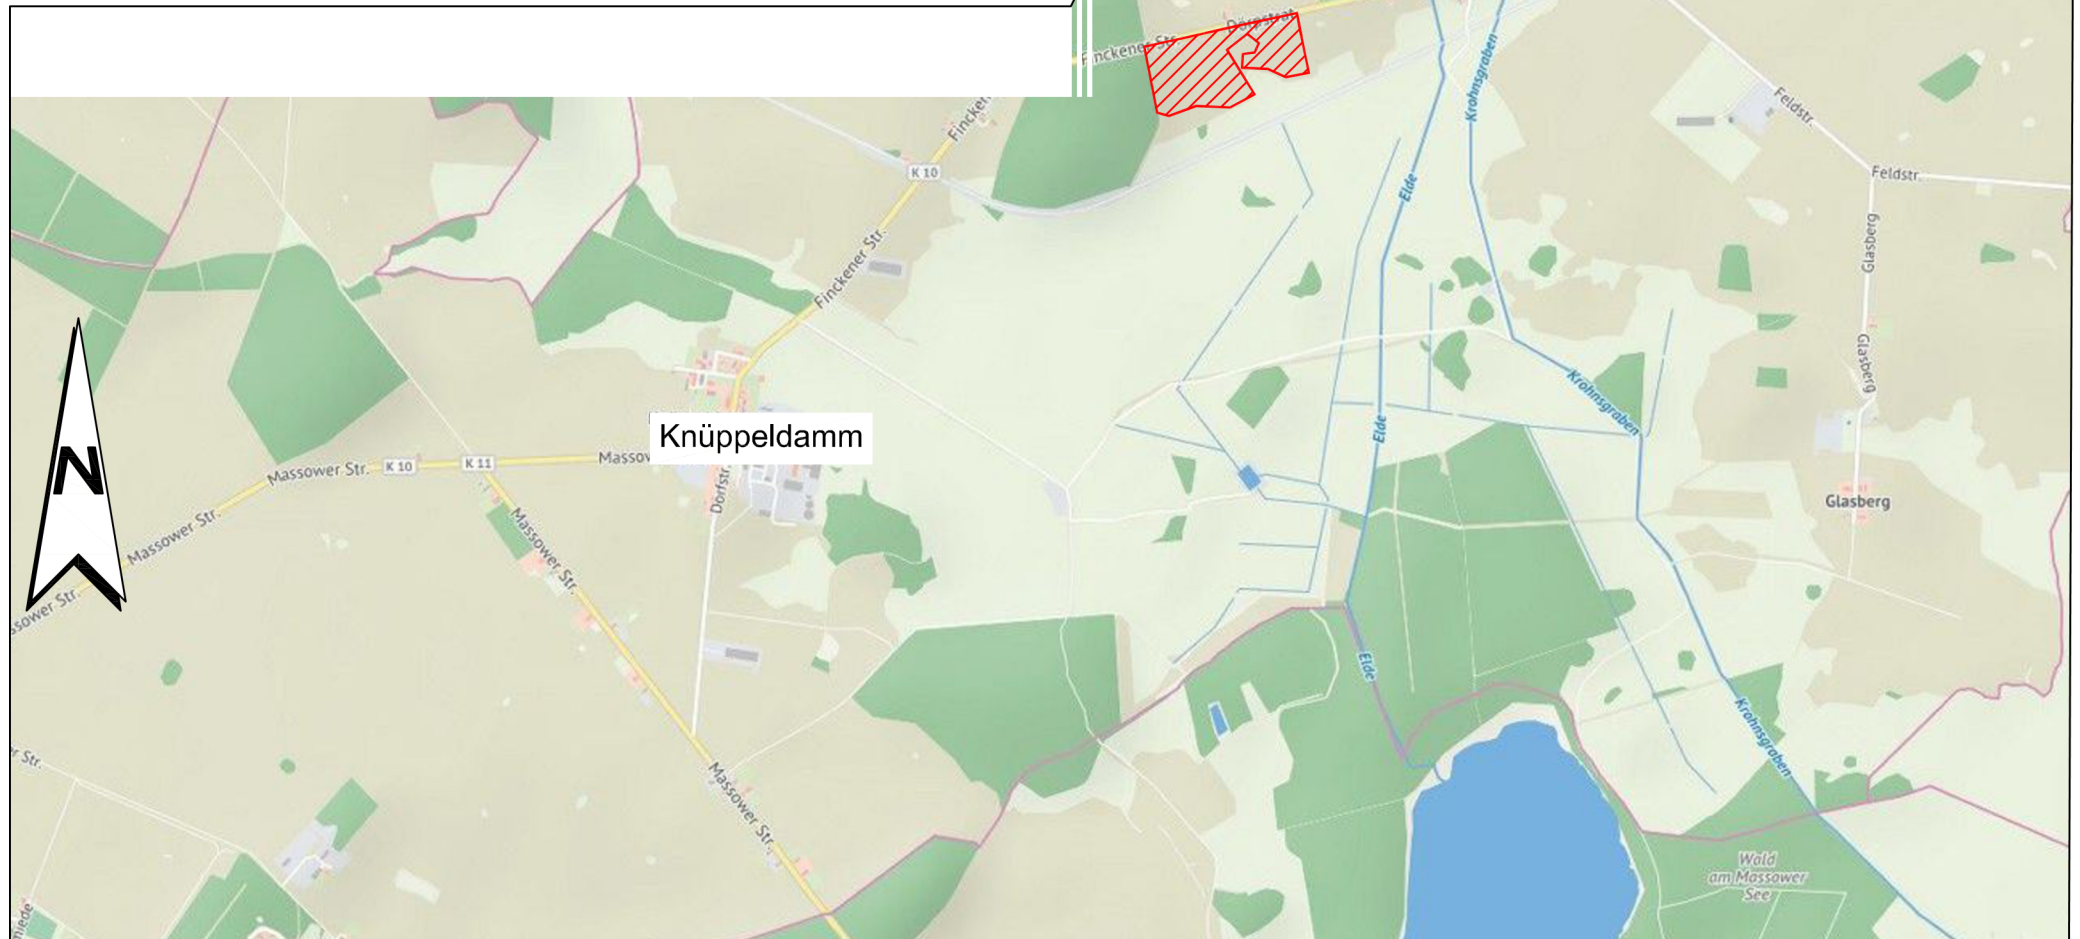 Dörpstrat
Finckener Str.
Krohnsgraben
Feldstr.
K 10
Elde
Feldstr.
Glasberg
Finckener Str.
Glasberg
Krohnsgraben
Elde
Knüppeldamm
N
Massower Str.
K 10
K 11
Dorfstr.
Glasberg
Massower Str.
Massower Str.
Elde
Krohnsgraben
Massower Str.
Wald
am Massower
See